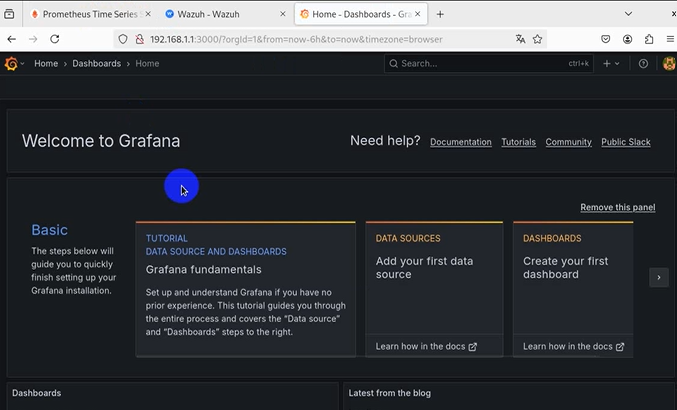 Prometheus Time Series S
Wazuh - Wazuh
Home - Dashboards - Gra
192.168.1.1:3000/?orgId=1&from=now-6h&to=now&timezone=browser
Home > Dashboards > Home
Search...
ctrl+k
Welcome to Grafana
Need help?
Documentation
Tutorials
Community
Public Slack
Remove this panel
Basic
The steps below will
guide you to quickly
finish setting up your
Grafana installation.
TUTORIAL
DATA SOURCE AND DASHBOARDS
Grafana fundamentals
Set up and understand Grafana if you have no
prior experience. This tutorial guides you through
the entire process and covers the “Data source”
and “Dashboards” steps to the right.
DATA SOURCES
Add your first data
source
Learn how in the docs
DASHBOARDS
Create your first
dashboard
Learn how in the docs
Dashboards
Latest from the blog